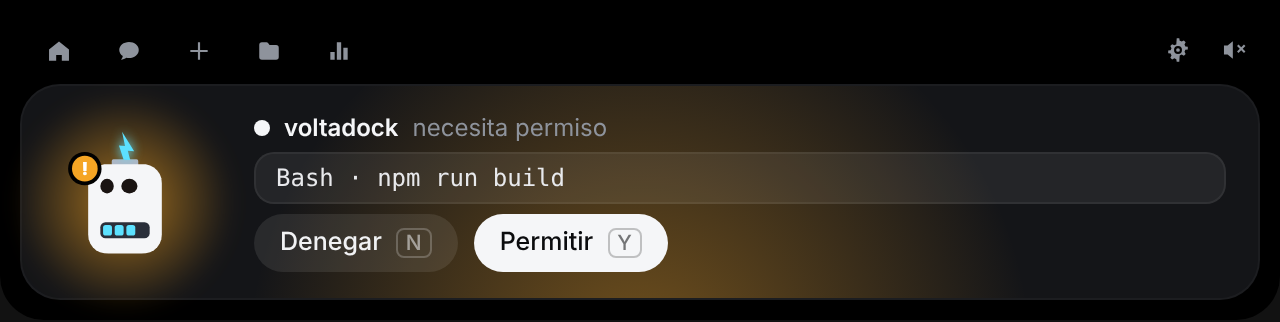 voltadock necesita permiso
Bash · npm run build
Denegar N Permitir Y